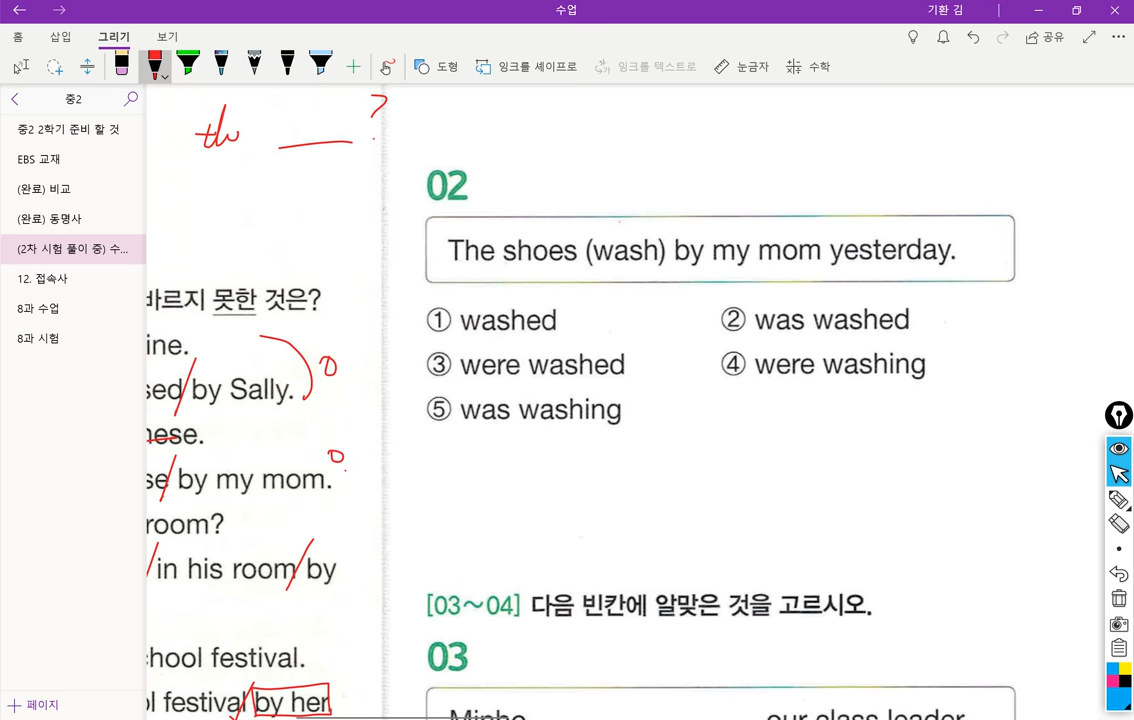 수업
기환 김
홈 삽입 그리기 보기
공유
도형 잉크를 셰이프로 잉크를 텍스트로 눈금자 수학
중2
중2 2학기 준비 할 것
EBS 교재
(완료) 비교
(완료) 동명사
(2차 시험 풀이 중) 수...
12. 접속사
8과 수업
8과 시험
페이지
?
바르지 못한 것은?
ine.
sed by Sally.
nese.
se by my mom.
room?
in his room by
chool festival.
ol festival by her
02
The shoes (wash) by my mom yesterday.
① washed ② was washed
③ were washed ④ were washing
⑤ was washing
[03~04] 다음 빈칸에 알맞은 것을 고르시오.
03
Minho our class leader